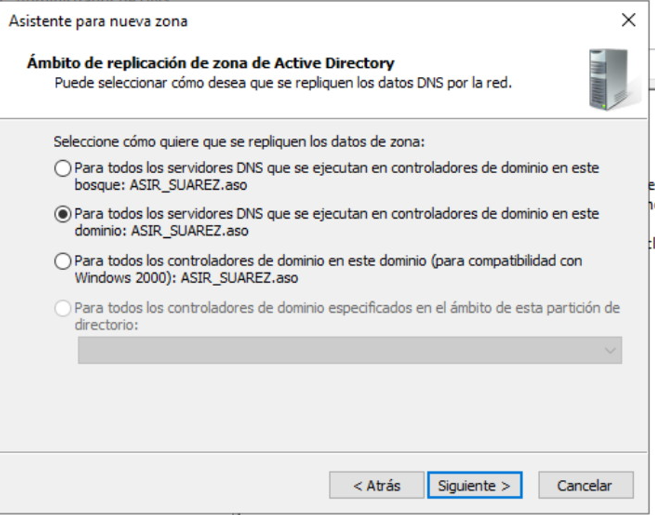 Asistente para nueva zona
Ámbito de replicación de zona de Active Directory
Puede seleccionar cómo desea que se repliquen los datos DNS por la red.
Seleccione cómo quiere que se repliquen los datos de zona:
Para todos los servidores DNS que se ejecutan en controladores de dominio en este
bosque: ASIR_SUAREZ.aso
Para todos los servidores DNS que se ejecutan en controladores de dominio en este
dominio: ASIR_SUAREZ.aso
Para todos los controladores de dominio en este dominio (para compatibilidad con
Windows 2000): ASIR_SUAREZ.aso
Para todos los controladores de dominio especificados en el ámbito de esta partición de
directorio:
< Atrás
Siguiente >
Cancelar